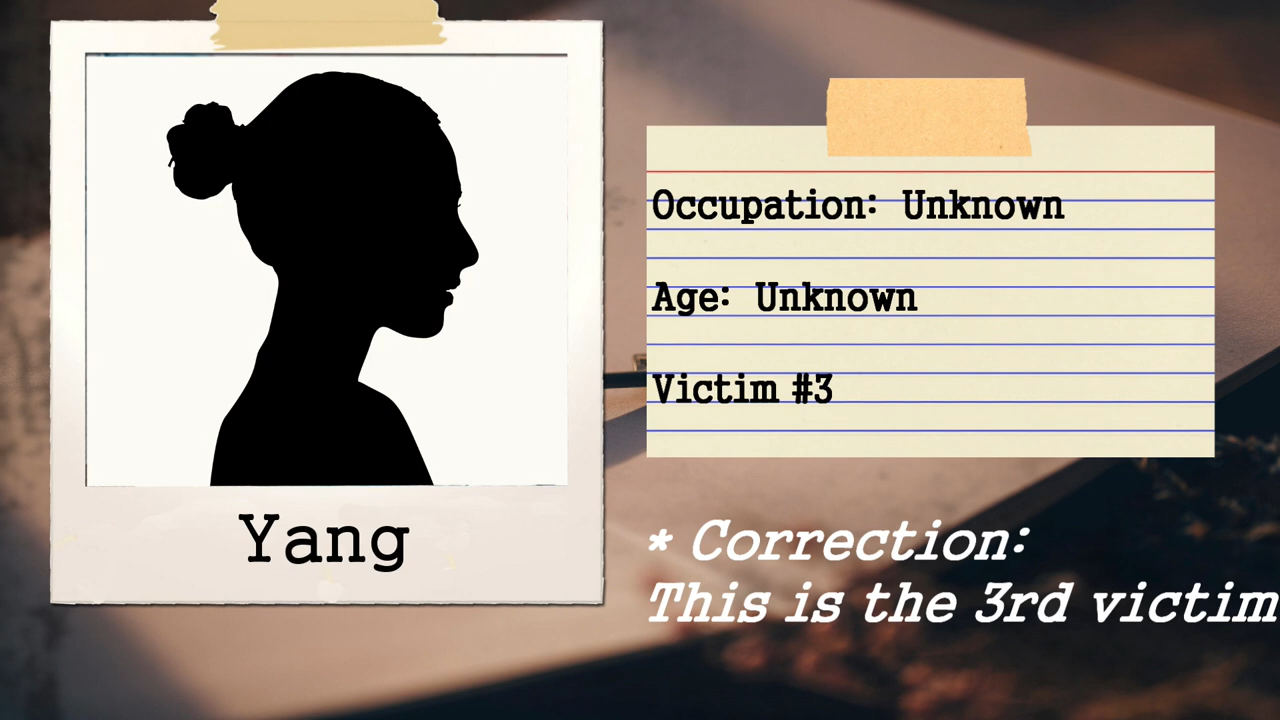 Yang
Occupation: Unknown
Age: Unknown
Victim #3
* Correction:
This is the 3rd victim